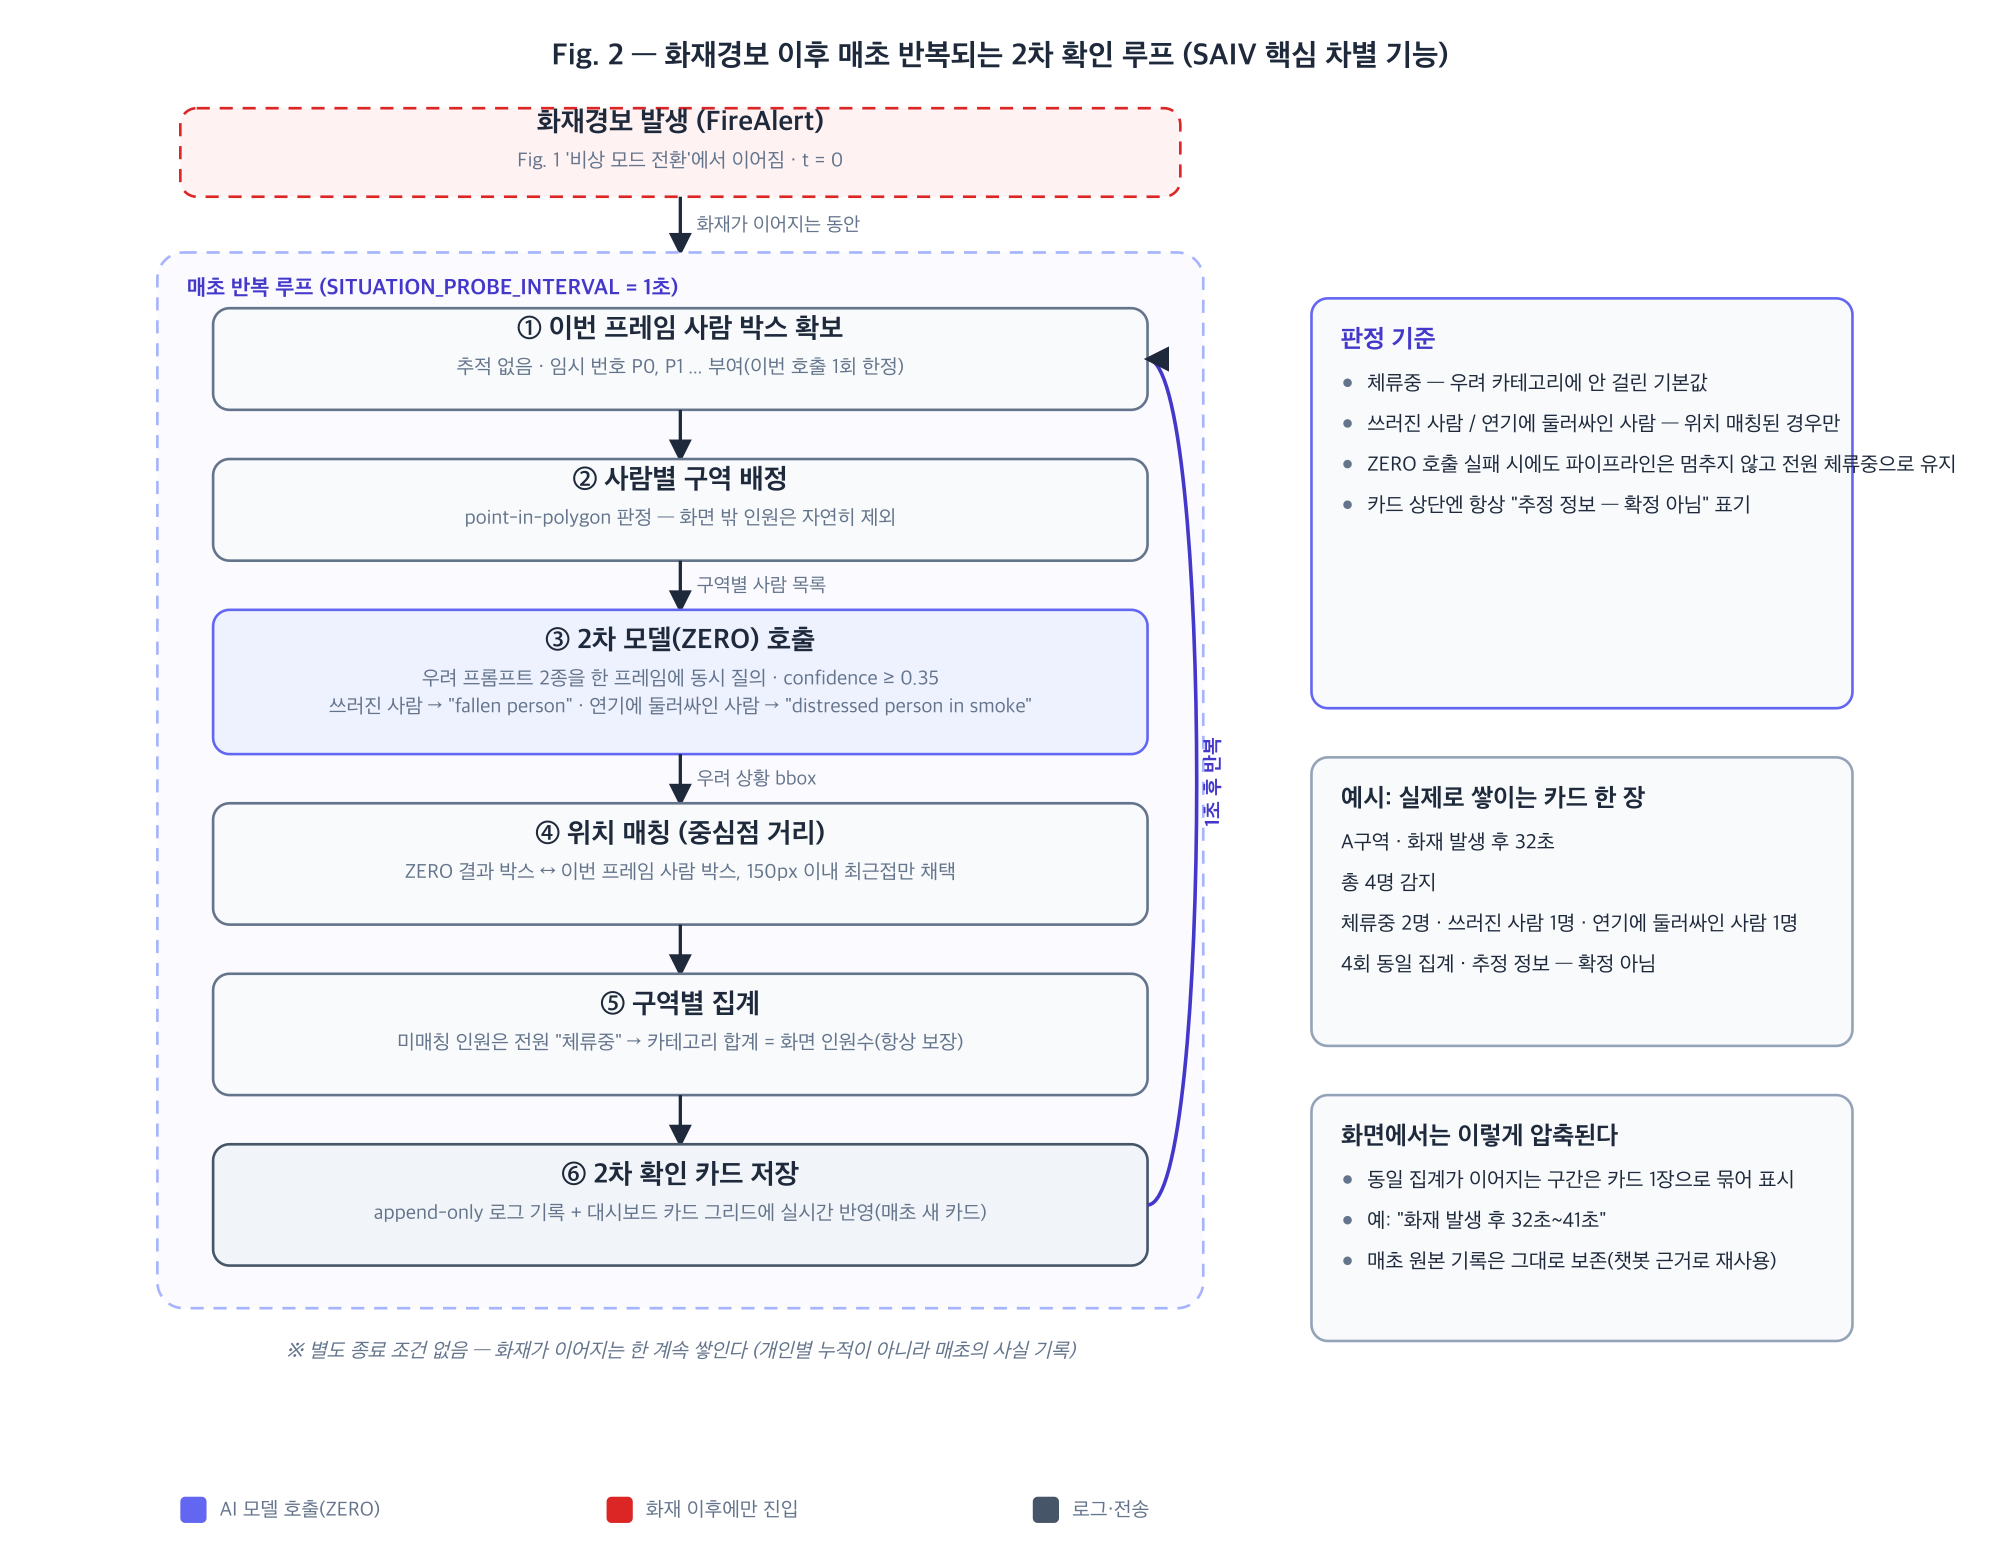 Fig. 2 — 화재경보 이후 매초 반복되는 2차 확인 루프 (SAIV 핵심 차별 기능)
화재경보 발생 (FireAlert)
Fig. 1 '비상 모드 전환'에서 이어짐 · t = 0
화재가 이어지는 동안
매초 반복 루프 (SITUATION_PROBE_INTERVAL = 1초)
① 이번 프레임 사람 박스 확보
추적 없음 · 임시 번호 P0, P1 ... 부여(이번 호출 1회 한정)
② 사람별 구역 배정
point-in-polygon 판정 — 화면 밖 인원은 자연히 제외
구역별 사람 목록
③ 2차 모델(ZERO) 호출
우려 프롬프트 2종을 한 프레임에 동시 질의 · confidence ≥ 0.35
쓰러진 사람 → "fallen person" · 연기에 둘러싸인 사람 → "distressed person in smoke"
우려 상황 bbox
④ 위치 매칭 (중심점 거리)
ZERO 결과 박스 ↔ 이번 프레임 사람 박스, 150px 이내 최근접만 채택
⑤ 구역별 집계
미매칭 인원은 전원 "체류중" → 카테고리 합계 = 화면 인원수(항상 보장)
⑥ 2차 확인 카드 저장
append-only 로그 기록 + 대시보드 카드 그리드에 실시간 반영(매초 새 카드)
1초 후 반복
※ 별도 종료 조건 없음 — 화재가 이어지는 한 계속 쌓인다 (개인별 누적이 아니라 매초의 사실 기록)
판정 기준
● 체류중 — 우려 카테고리에 안 걸린 기본값
● 쓰러진 사람 / 연기에 둘러싸인 사람 — 위치 매칭된 경우만
● ZERO 호출 실패 시에도 파이프라인은 멈추지 않고 전원 체류중으로 유지
● 카드 상단엔 항상 "추정 정보 — 확정 아님" 표기
예시: 실제로 쌓이는 카드 한 장
A구역 · 화재 발생 후 32초
총 4명 감지
체류중 2명 · 쓰러진 사람 1명 · 연기에 둘러싸인 사람 1명
4회 동일 집계 · 추정 정보 — 확정 아님
화면에서는 이렇게 압축된다
● 동일 집계가 이어지는 구간은 카드 1장으로 묶어 표시
● 예: "화재 발생 후 32초~41초"
● 매초 원본 기록은 그대로 보존(챗봇 근거로 재사용)
AI 모델 호출(ZERO)
화재 이후에만 진입
로그·전송